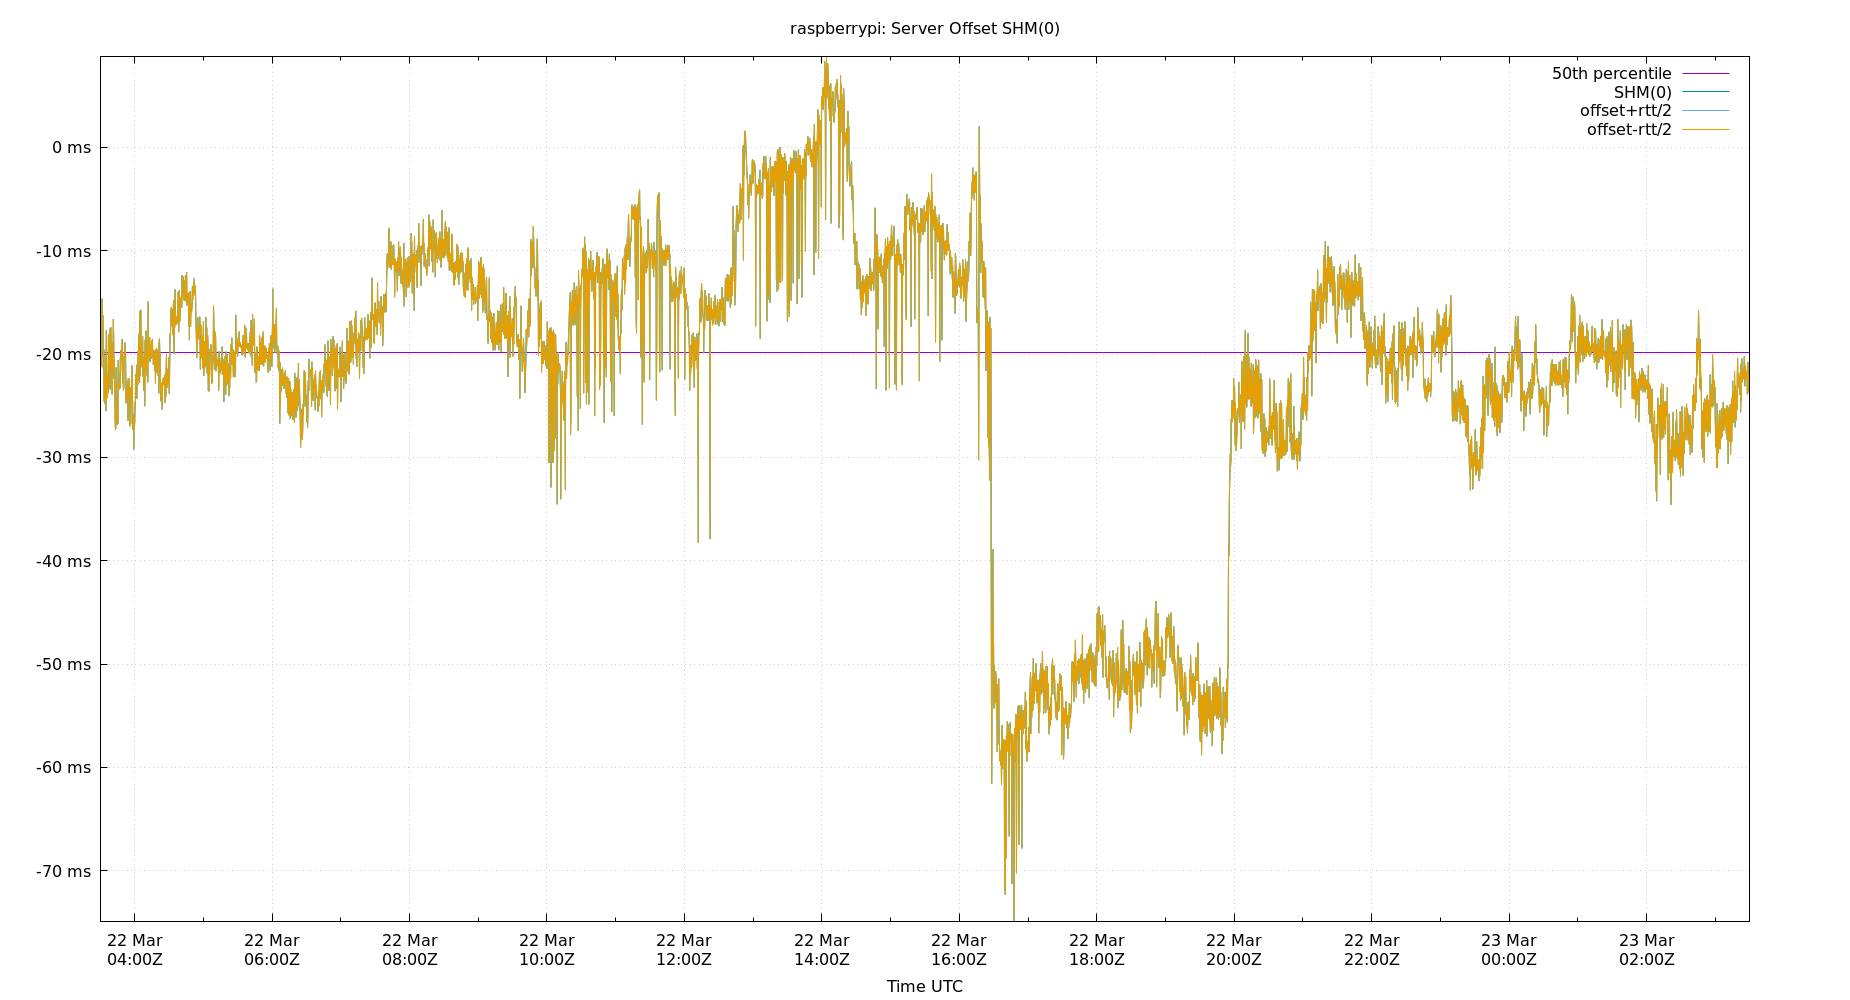 raspberrypi: Server Offset SHM(0)
50th percentile
SHM(0)
offset+rtt/2
offset-rtt/2
0 ms
-10 ms
-20 ms
-30 ms
-40 ms
-50 ms
-60 ms
-70 ms
22 Mar 22 Mar 22 Mar 22 Mar 22 Mar 22 Mar 22 Mar 22 Mar 22 Mar 22 Mar 23 Mar 23 Mar
04:00Z 06:00Z 08:00Z 10:00Z 12:00Z 14:00Z 16:00Z 18:00Z 20:00Z 22:00Z 00:00Z 02:00Z
Time UTC